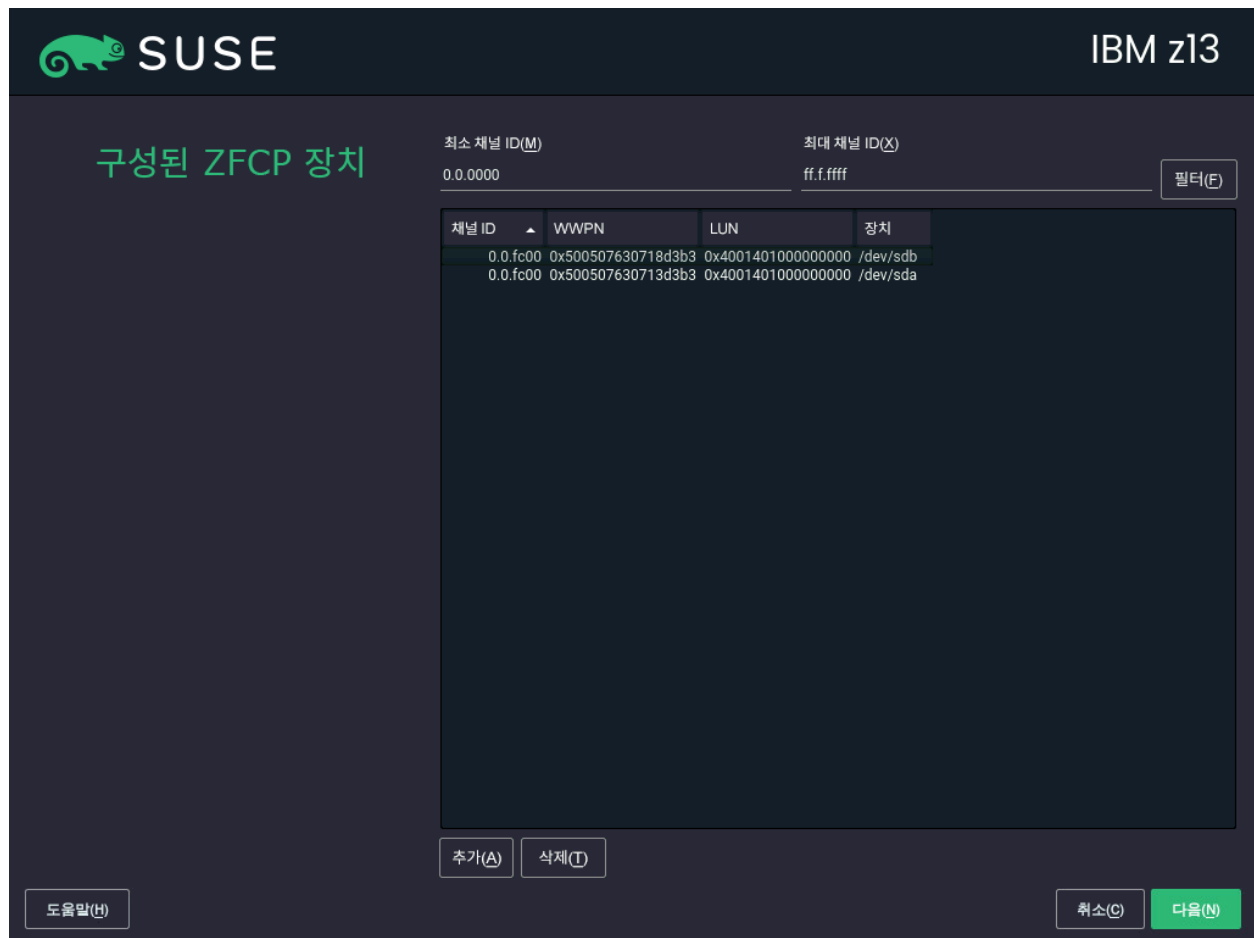 SUSE
IBM z13
구성된 ZFCP 장치
최소 채널 ID(M)
최대 채널 ID(X)
0.0.0000
ff.f.ffff
필터(F)
채널 ID WWPN LUN 장치
0.0.fc00 0x500507630718d3b3 0x4001401000000000 /dev/sdb
0.0.fc00 0x500507630713d3b3 0x4001401000000000 /dev/sda
추가(A) 삭제(T)
도움말(H) 취소(C) 다음(N)